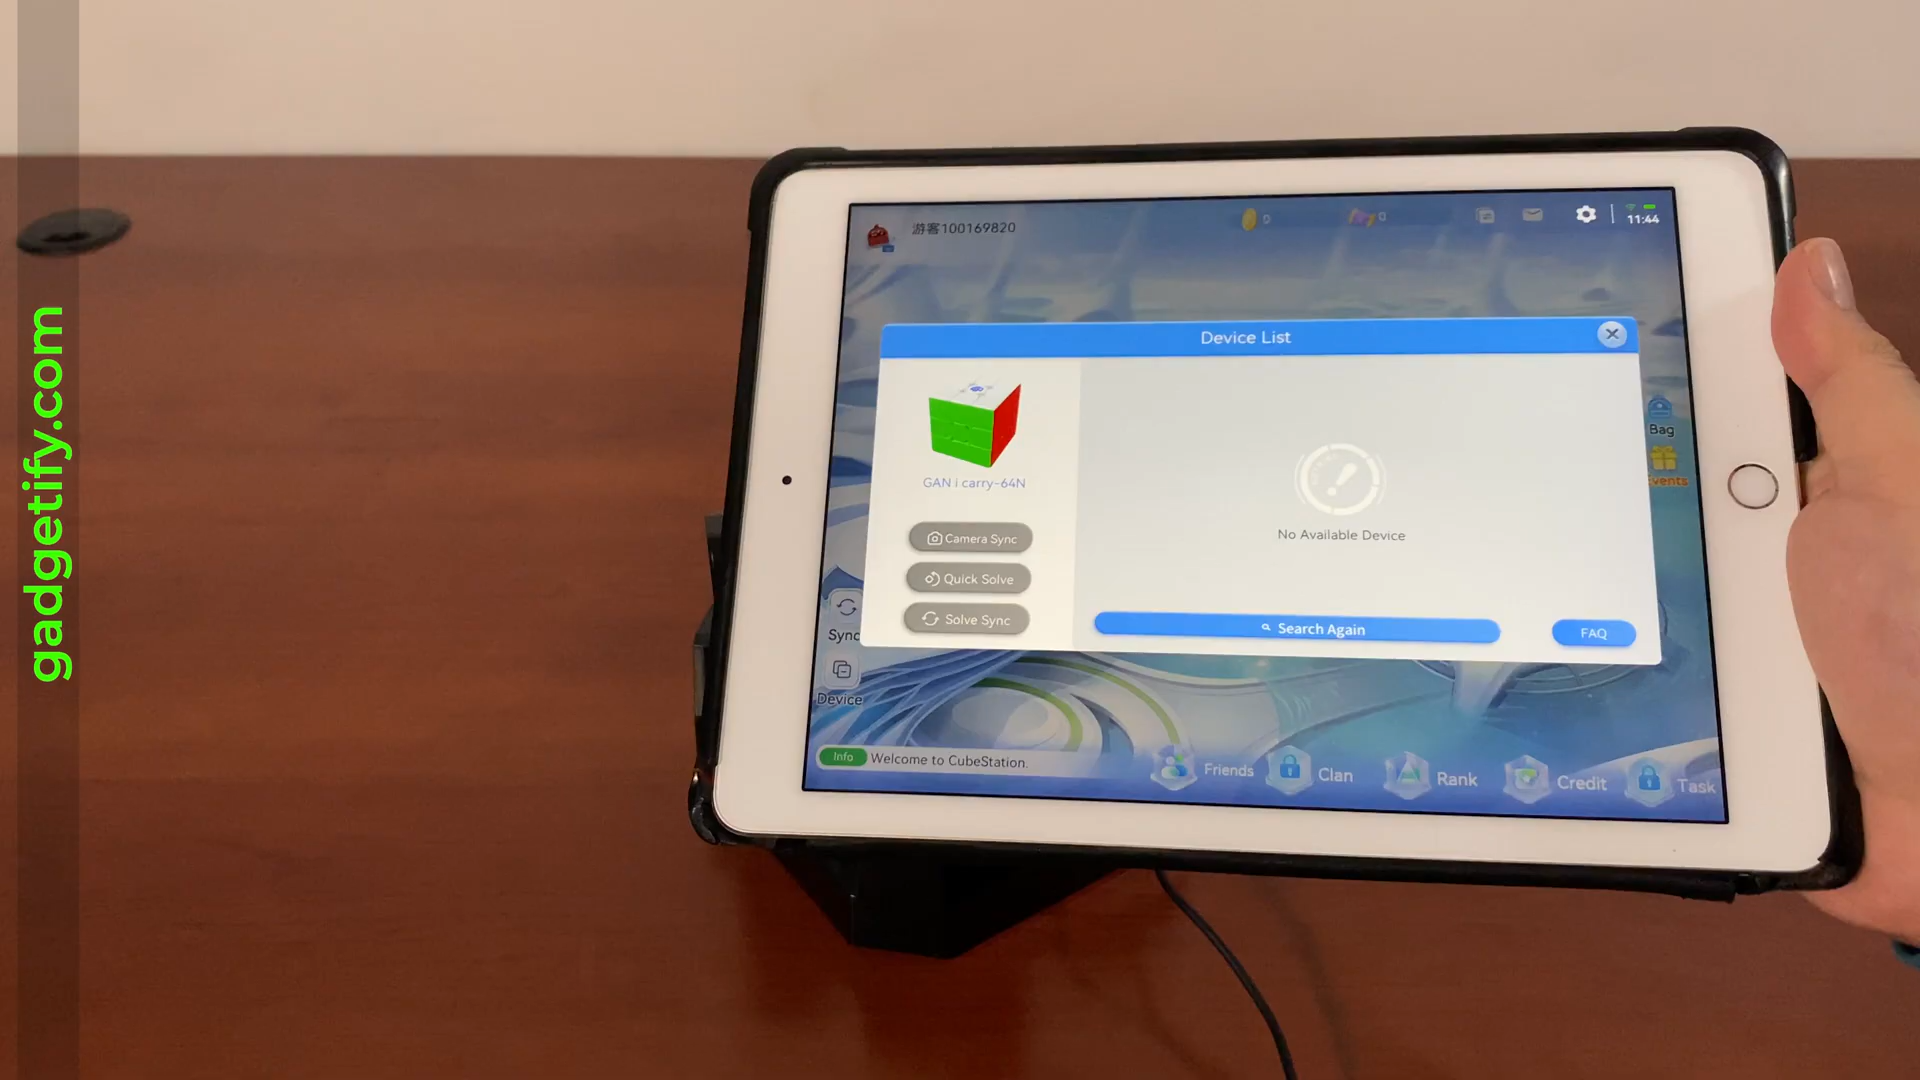 gadgetify.com
游客100169820
0
0
11:44
Device List
GAN i carry-64N
Camera Sync
Quick Solve
Solve Sync
No Available Device
Search Again
FAQ
Bag
Events
Sync
Device
Info
Welcome to CubeStation.
Friends
Clan
Rank
Credit
Task